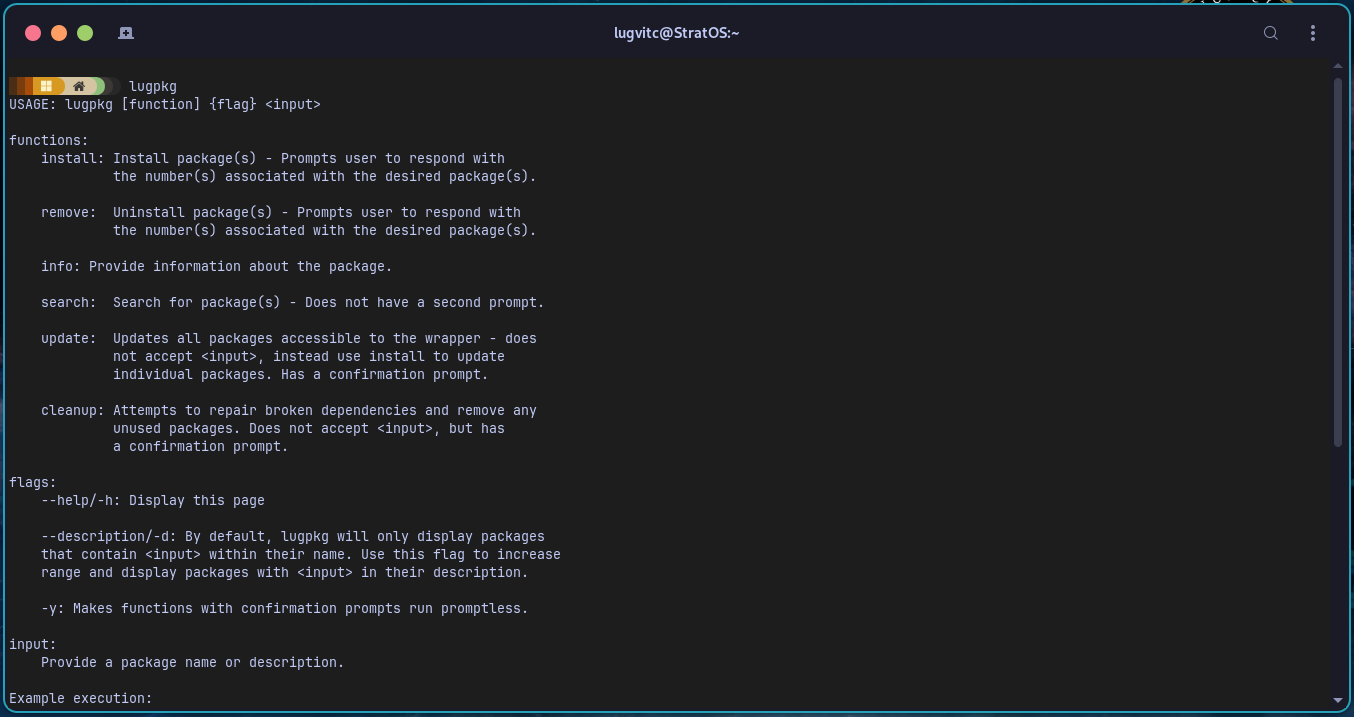 lugvitc@StratOS:~
lugpkg
USAGE: lugpkg [function] {flag} <input>

functions:
    install: Install package(s) - Prompts user to respond with
             the number(s) associated with the desired package(s).

    remove:  Uninstall package(s) - Prompts user to respond with
             the number(s) associated with the desired package(s).

    info: Provide information about the package.

    search:  Search for package(s) - Does not have a second prompt.

    update:  Updates all packages accessible to the wrapper - does
             not accept <input>, instead use install to update
             individual packages. Has a confirmation prompt.

    cleanup: Attempts to repair broken dependencies and remove any
             unused packages. Does not accept <input>, but has
             a confirmation prompt.

flags:
    --help/-h: Display this page

    --description/-d: By default, lugpkg will only display packages
    that contain <input> within their name. Use this flag to increase
    range and display packages with <input> in their description.

    -y: Makes functions with confirmation prompts run promptless.

input:
    Provide a package name or description.

Example execution: